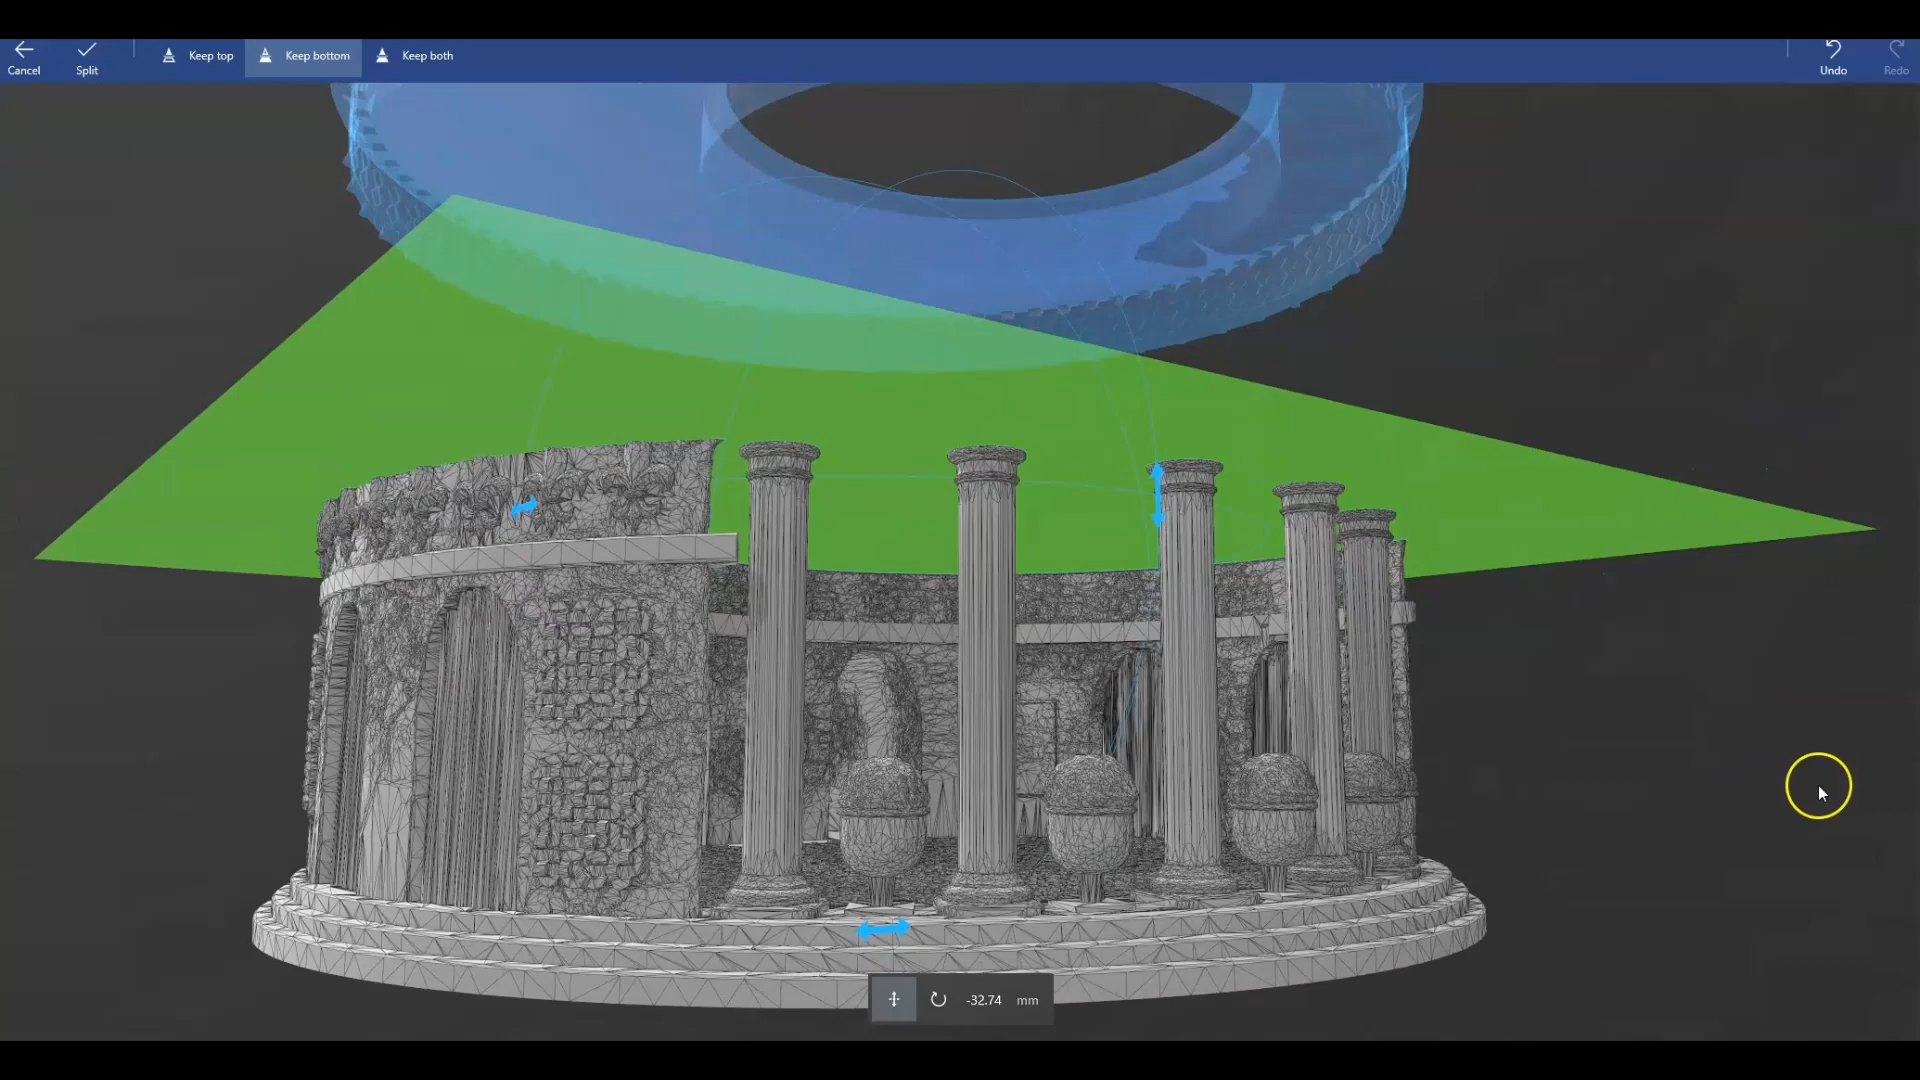 Cancel
Split
Keep top
Keep bottom
Keep both
Undo
Redo
-32.74 mm